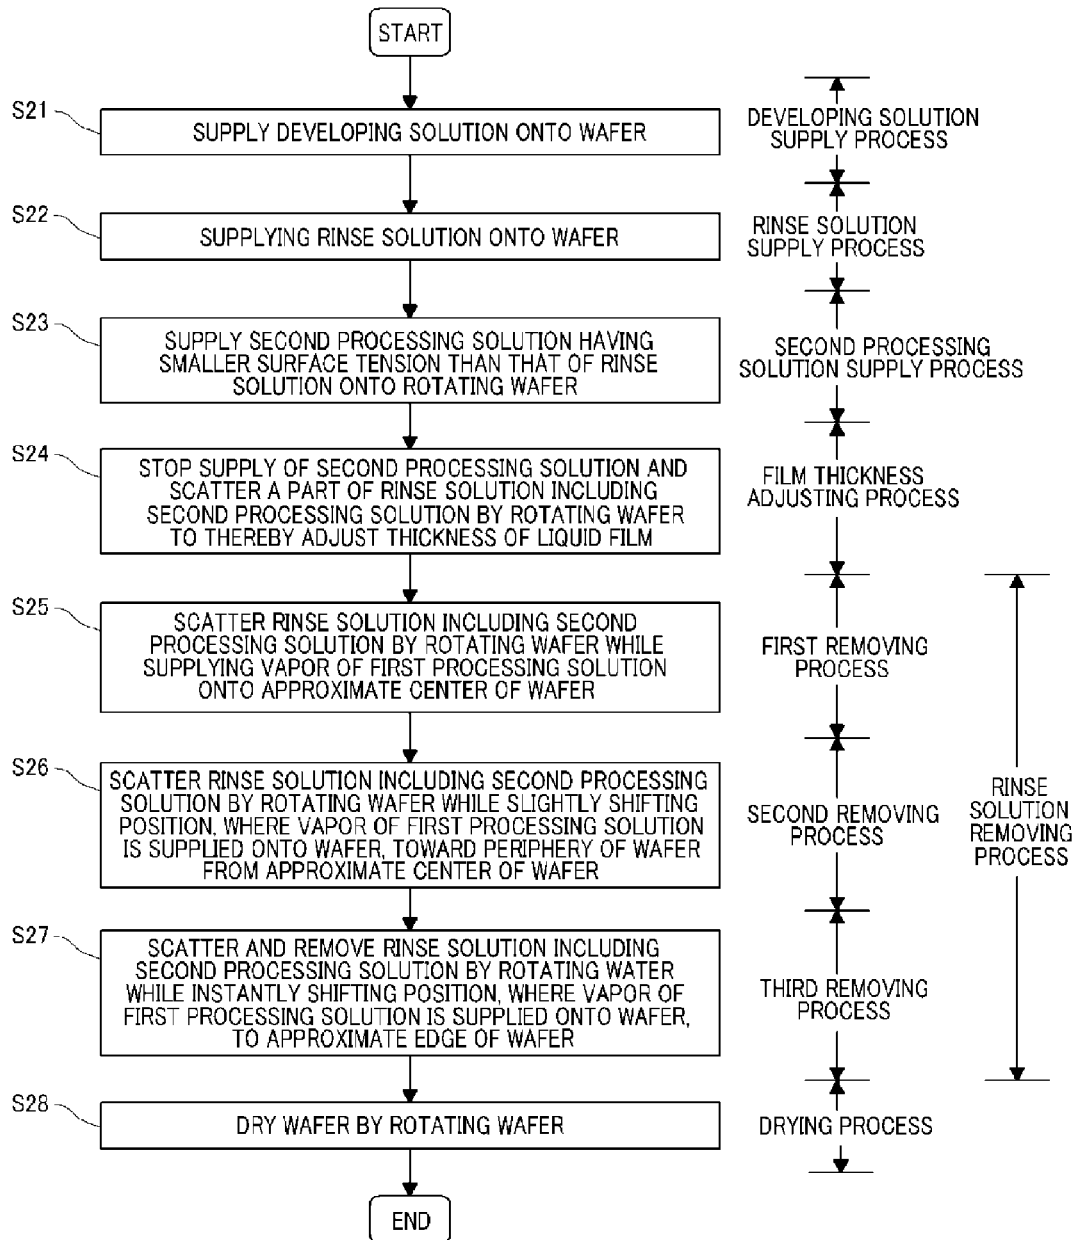 START
S21
SUPPLY DEVELOPING SOLUTION ONTO WAFER
DEVELOPING SOLUTION
SUPPLY PROCESS
S22
SUPPLYING RINSE SOLUTION ONTO WAFER
RINSE SOLUTION
SUPPLY PROCESS
S23
SUPPLY SECOND PROCESSING SOLUTION HAVING
SMALLER SURFACE TENSION THAN THAT OF RINSE
SOLUTION ONTO ROTATING WAFER
SECOND PROCESSING
SOLUTION SUPPLY PROCESS
S24
STOP SUPPLY OF SECOND PROCESSING SOLUTION AND
SCATTER A PART OF RINSE SOLUTION INCLUDING
SECOND PROCESSING SOLUTION BY ROTATING WAFER
TO THEREBY ADJUST THICKNESS OF LIQUID FILM
FILM THICKNESS
ADJUSTING PROCESS
S25
SCATTER RINSE SOLUTION INCLUDING SECOND
PROCESSING SOLUTION BY ROTATING WAFER WHILE
SUPPLYING VAPOR OF FIRST PROCESSING SOLUTION
ONTO APPROXIMATE CENTER OF WAFER
FIRST REMOVING
PROCESS
S26
SCATTER RINSE SOLUTION INCLUDING SECOND PROCESSING
SOLUTION BY ROTATING WAFER WHILE SLIGHTLY SHIFTING
POSITION, WHERE VAPOR OF FIRST PROCESSING SOLUTION
IS SUPPLIED ONTO WAFER, TOWARD PERIPHERY OF WAFER
FROM APPROXIMATE CENTER OF WAFER
SECOND REMOVING
PROCESS
RINSE
SOLUTION
REMOVING
PROCESS
S27
SCATTER AND REMOVE RINSE SOLUTION INCLUDING
SECOND PROCESSING SOLUTION BY ROTATING WATER
WHILE INSTANTLY SHIFTING POSITION, WHERE VAPOR OF
FIRST PROCESSING SOLUTION IS SUPPLIED ONTO WAFER,
TO APPROXIMATE EDGE OF WAFER
THIRD REMOVING
PROCESS
S28
DRY WAFER BY ROTATING WAFER
DRYING PROCESS
END